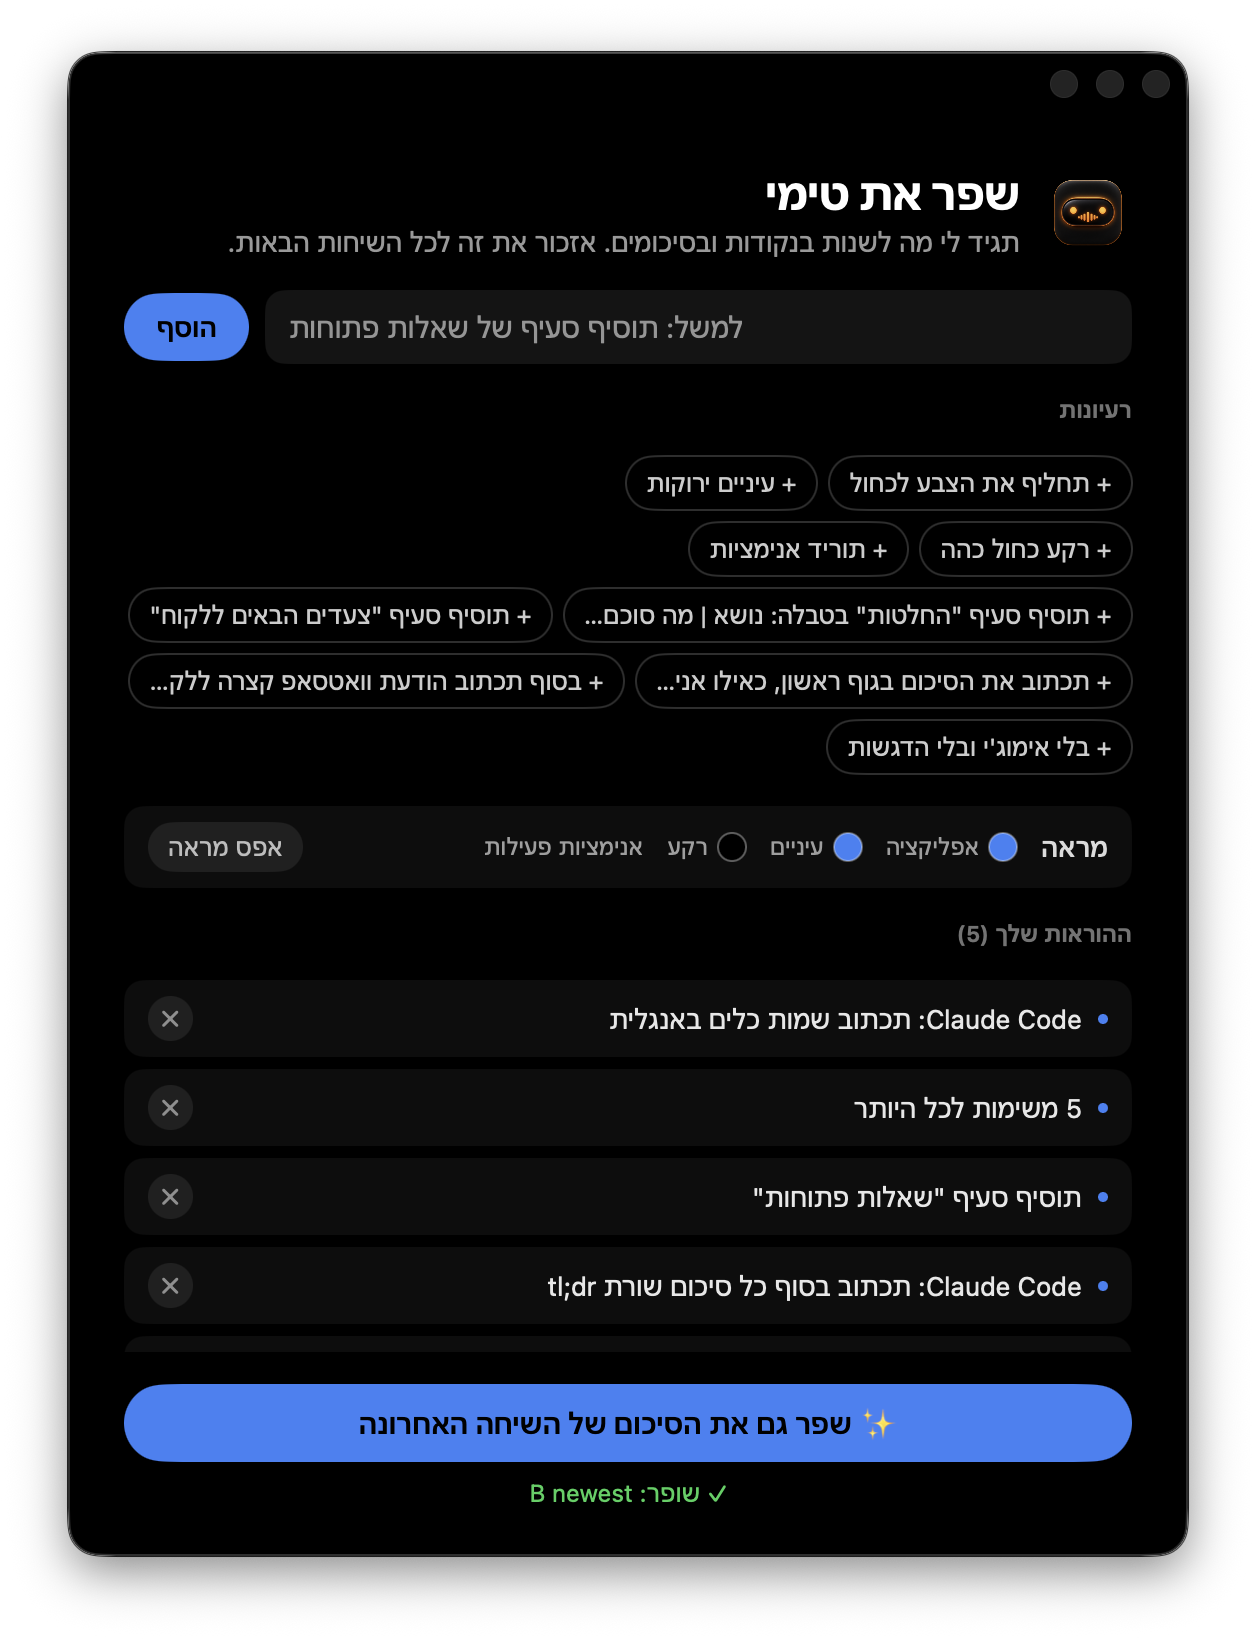 שפר את טימי
תגיד לי מה לשנות בנקודות ובסיכומים. אזכור את זה לכל השיחות הבאות.
למשל: תוסיף סעיף של שאלות פתוחות
הוסף
רעיונות
+ תחליף את הצבע לכחול
+ עיניים ירוקות
+ רקע כחול כהה
+ תוריד אנימציות
+ תוסיף סעיף "החלטות" בטבלה: נושא | מה סוכם...
+ תוסיף סעיף "צעדים הבאים ללקוח"
+ תכתוב את הסיכום בגוף ראשון, כאילו אני...
+ בסוף תכתוב הודעת וואטסאפ קצרה ללק...
+ בלי אימוג'י ובלי הדגשות
מראה
אפליקציה
עיניים
רקע
אנימציות פעילות
אפס מראה
ההוראות שלך (5)
Claude Code: תכתוב שמות כלים באנגלית
5 משימות לכל היותר
תוסיף סעיף "שאלות פתוחות"
Claude Code: תכתוב בסוף כל סיכום שורת tl;dr
✨ שפר גם את הסיכום של השיחה האחרונה
✓ שופר: B newest